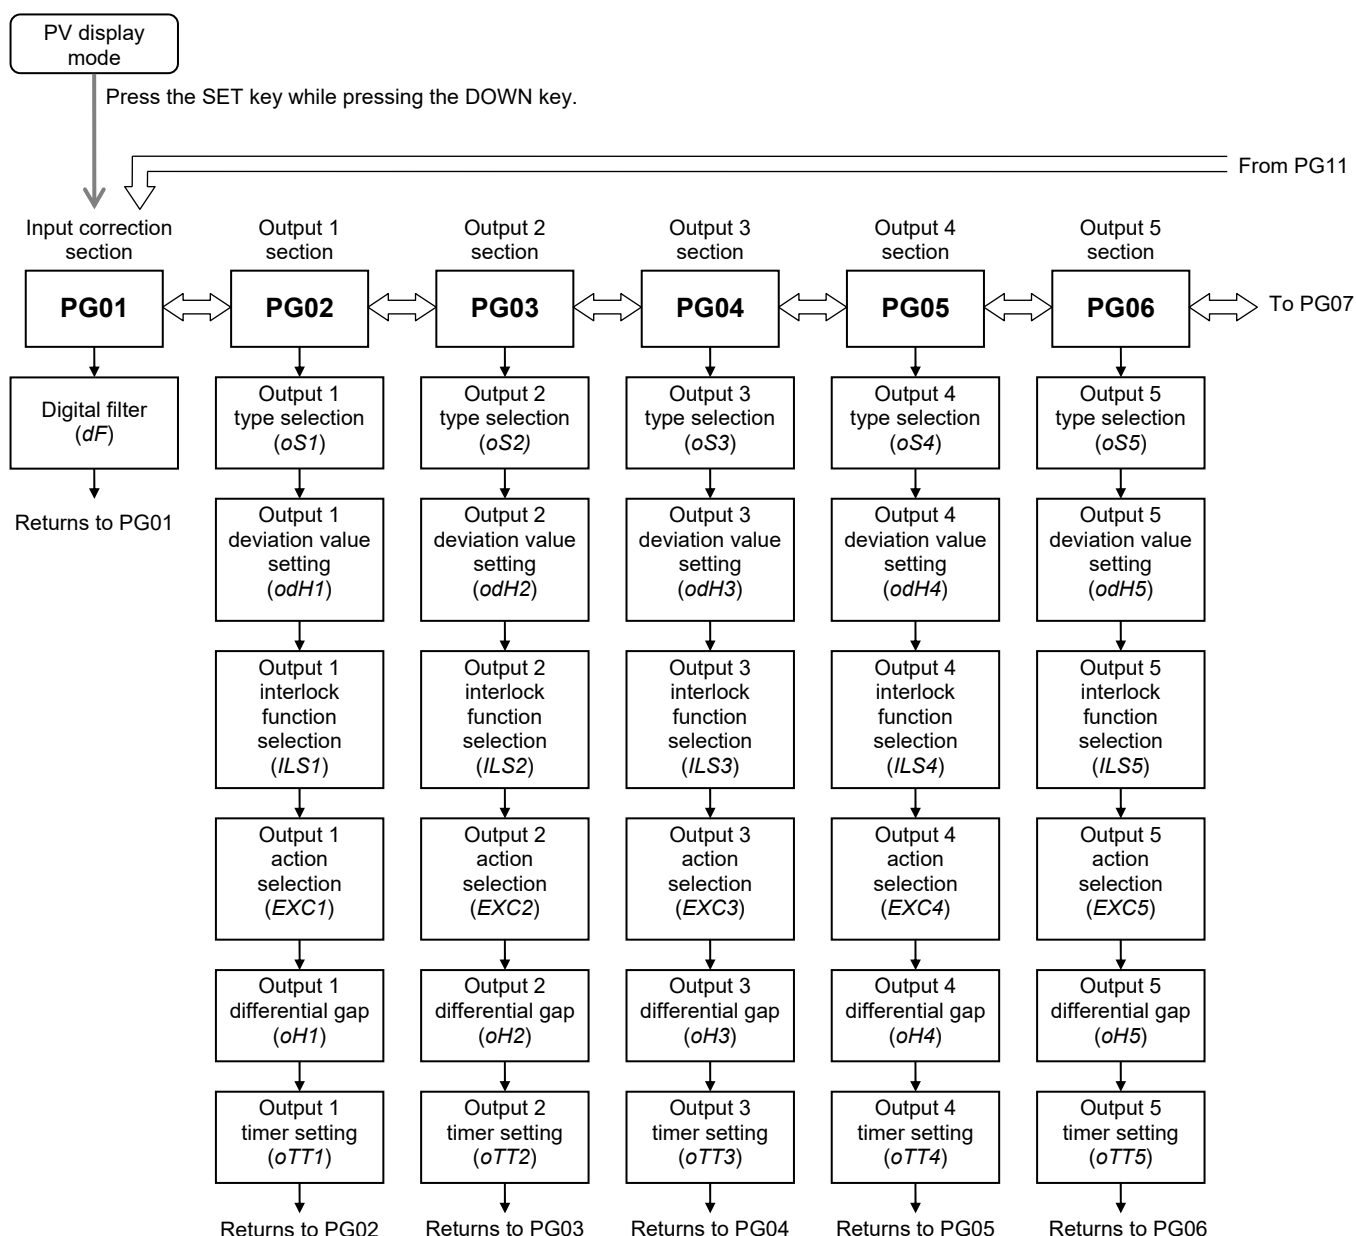 PV display
mode
Press the SET key while pressing the DOWN key.
From PG11
Input correction
section
Output 1
section
Output 2
section
Output 3
section
Output 4
section
Output 5
section
PG01
PG02
PG03
PG04
PG05
PG06
To PG07
Digital filter
(dF)
Returns to PG01
Output 1
type selection
(oS1)
Output 1
deviation value
setting
(odH1)
Output 1
interlock
function
selection
(ILS1)
Output 1
action
selection
(EXC1)
Output 1
differential gap
(oH1)
Output 1
timer setting
(oTT1)
Returns to PG02
Output 2
type selection
(oS2)
Output 2
deviation value
setting
(odH2)
Output 2
interlock
function
selection
(ILS2)
Output 2
action
selection
(EXC2)
Output 2
differential gap
(oH2)
Output 2
timer setting
(oTT2)
Returns to PG03
Output 3
type selection
(oS3)
Output 3
deviation value
setting
(odH3)
Output 3
interlock
function
selection
(ILS3)
Output 3
action
selection
(EXC3)
Output 3
differential gap
(oH3)
Output 3
timer setting
(oTT3)
Returns to PG04
Output 4
type selection
(oS4)
Output 4
deviation value
setting
(odH4)
Output 4
interlock
function
selection
(ILS4)
Output 4
action
selection
(EXC4)
Output 4
differential gap
(oH4)
Output 4
timer setting
(oTT4)
Returns to PG05
Output 5
type selection
(oS5)
Output 5
deviation value
setting
(odH5)
Output 5
interlock
function
selection
(ILS5)
Output 5
action
selection
(EXC5)
Output 5
differential gap
(oH5)
Output 5
timer setting
(oTT5)
Returns to PG06